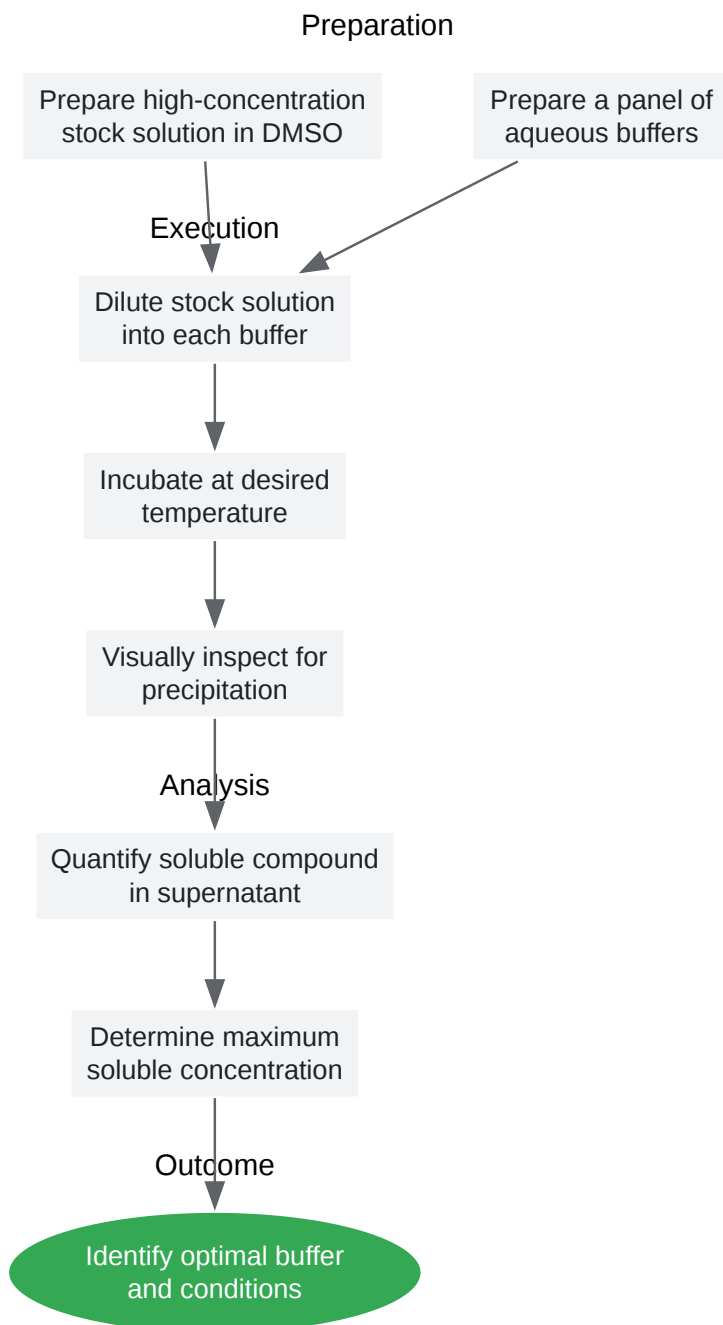 Preparation
Prepare high-concentration
stock solution in DMSO
Prepare a panel of
aqueous buffers
Execution
Dilute stock solution
into each buffer
Incubate at desired
temperature
Visually inspect for
precipitation
Analysis
Quantify soluble compound
in supernatant
Determine maximum
soluble concentration
Outcome
Identify optimal buffer
and conditions